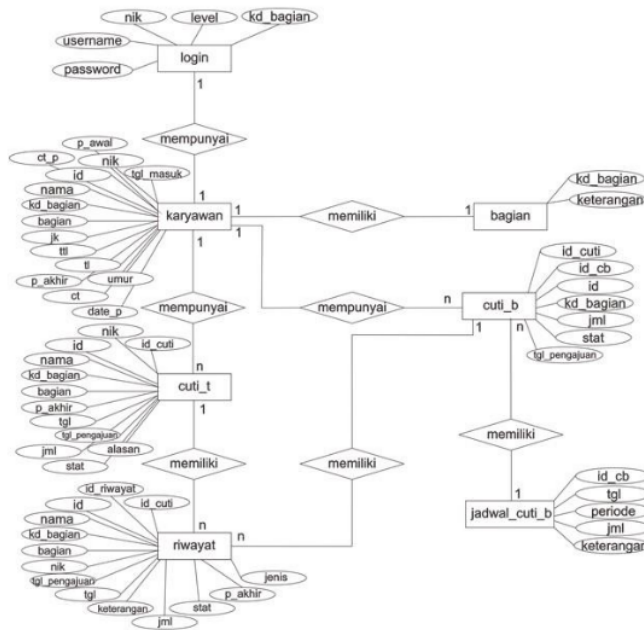 nik
level
kd_bagian
username
password
login
1
mempunyai
p_awal
ct_p
nik
id
tgl_masuk
nama
kd_bagian
bagian
jk
ttl
tl
p_akhir
umur
ct
date_p
1
karyawan
1
1
1
memiliki
1
bagian
kd_bagian
keterangan
mempunyai
mempunyai
n
cuti_b
1
n
id_cuti
id_cb
id
kd_bagian
jml
stat
tgl_pengajuan
nik
id
id_cuti
nama
kd_bagian
bagian
p_akhir
tgl
tgl_pengajuan
jml
alasan
stat
n
cuti_t
1
memiliki
memiliki
memiliki
1
jadwal_cuti_b
id_cb
tgl
periode
jml
keterangan
id_riwayat
id
id_cuti
nama
kd_bagian
bagian
nik
tgl_pengajuan
tgl
keterangan
jml
stat
p_akhir
jenis
n
riwayat
n